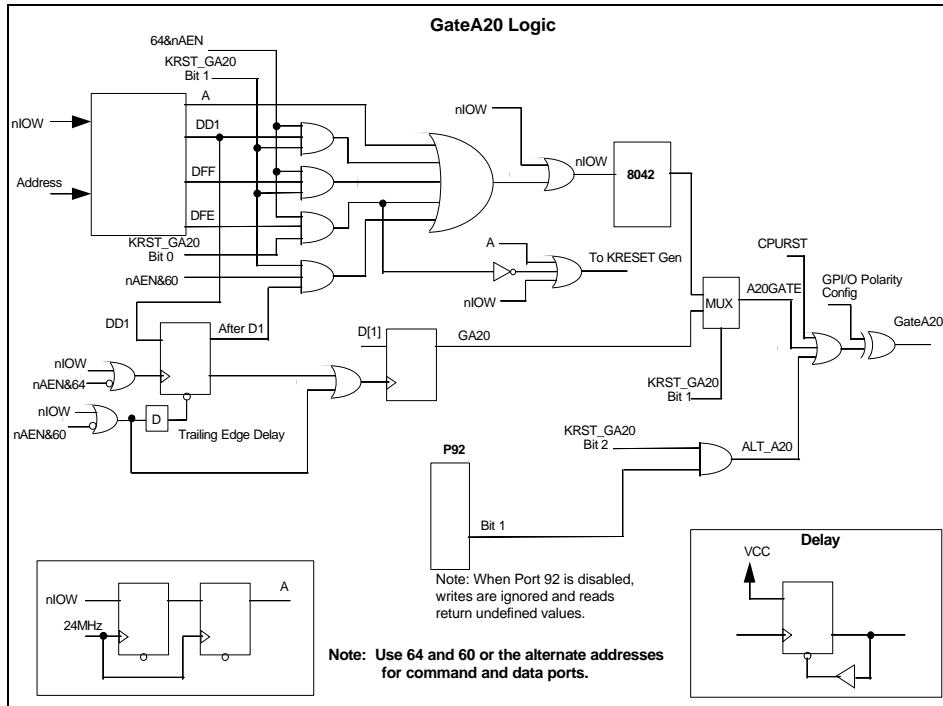 GateA20 Logic
64&nAEN
KRST_GA20
Bit 1
A
nIOW
DD1
nIOW
nIOW
8042
DFF
Address
DFE
CPURST
KRST_GA20
Bit 0
A
To KRESET Gen
GPI/O Polarity
Config
nAEN&60
nIOW
MUX
A20GATE
GateA20
DD1
After D1
D[1]
GA20
nIOW
nAEN&64
KRST_GA20
Bit 1
nIOW
nAEN&60
D
Trailing Edge Delay
KRST_GA20
Bit 2
ALT_A20
P92
Bit 1
Delay
VCC
Note: When Port 92 is disabled,
writes are ignored and reads
return undefined values.
nIOW
A
24MHz
Note: Use 64 and 60 or the alternate addresses
for command and data ports.